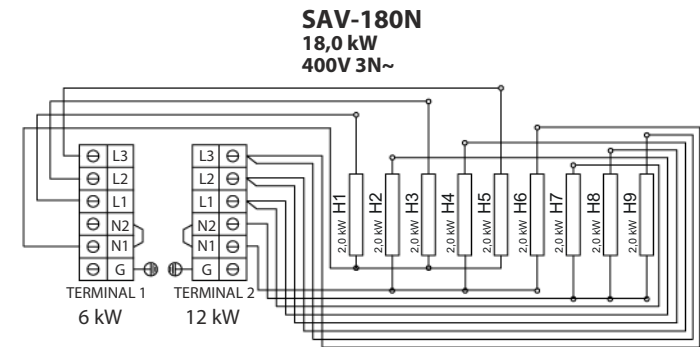 SAV-180N
18,0 kW
400V 3N~
L3
L2
L1
N2
N1
G
TERMINAL 1
6 kW
L3
L2
L1
N2
N1
G
TERMINAL 2
12 kW
2,0 kW H1
2,0 kW H2
2,0 kW H3
2,0 kW H4
2,0 kW H5
2,0 kW H6
2,0 kW H7
2,0 kW H8
2,0 kW H9